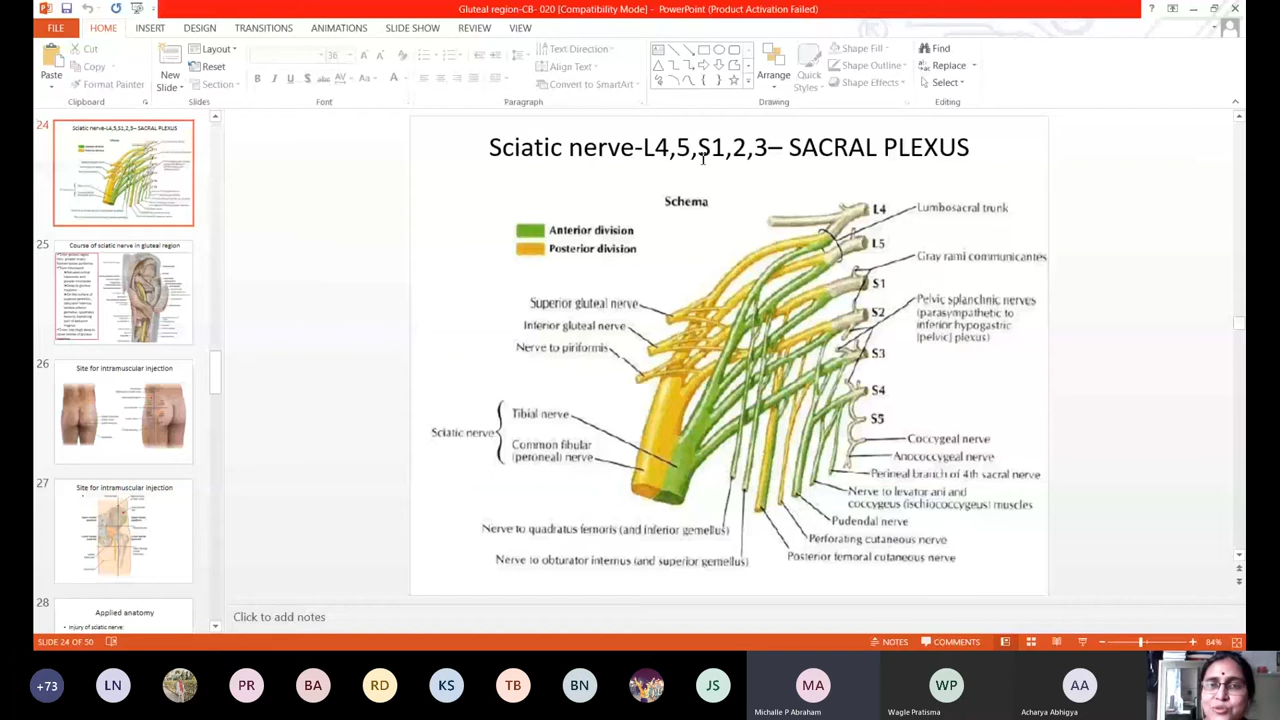 Gluteal region-CB- 020 [Compatibility Mode] - PowerPoint (Product Activation Failed)
FILE HOME INSERT DESIGN TRANSITIONS ANIMATIONS SLIDE SHOW REVIEW VIEW
Paste
Cut
Copy
Format Painter
Clipboard
New Slide
Layout
Reset
Section
Slides
36
B I U S abc AV Aa A
Font
Text Direction
Align Text
Convert to SmartArt
Paragraph
Arrange
Quick Styles
Shape Fill
Shape Outline
Shape Effects
Drawing
Find
Replace
Select
Editing
24
Sciatic nerve-L4,5,S1,2,3– SACRAL PLEXUS
25
Course of sciatic nerve in gluteal region
26
Site for intramuscular injection
27
Site for intramuscular injection
28
Applied anatomy
• Injury of sciatic nerve:
Sciatic nerve-L4,5,S1,2,3– SACRAL PLEXUS
Schema
Anterior division
Posterior division
L4
Lumbosacral trunk
L5
Gray rami communicantes
S1
Pelvic splanchnic nerves
(parasympathetic to
inferior hypogastric
[pelvic] plexus)
S2
S3
S4
S5
Superior gluteal nerve
Inferior gluteal nerve
Nerve to piriformis
Sciatic nerve
Tibial nerve
Common fibular
(peroneal) nerve
Coccygeal nerve
Anococcygeal nerve
Perineal branch of 4th sacral nerve
Nerve to levator ani and
coccygeus (ischiococcygeus) muscles
Pudendal nerve
Perforating cutaneous nerve
Posterior femoral cutaneous nerve
Nerve to quadratus femoris (and inferior gemellus)
Nerve to obturator internus (and superior gemellus)
Click to add notes
SLIDE 24 OF 50
NOTES
COMMENTS
84%
+73 LN PR BA RD KS TB BN JS MA WP AA
Michalle P Abraham
Wagle Pratisma
Acharya Abhigya